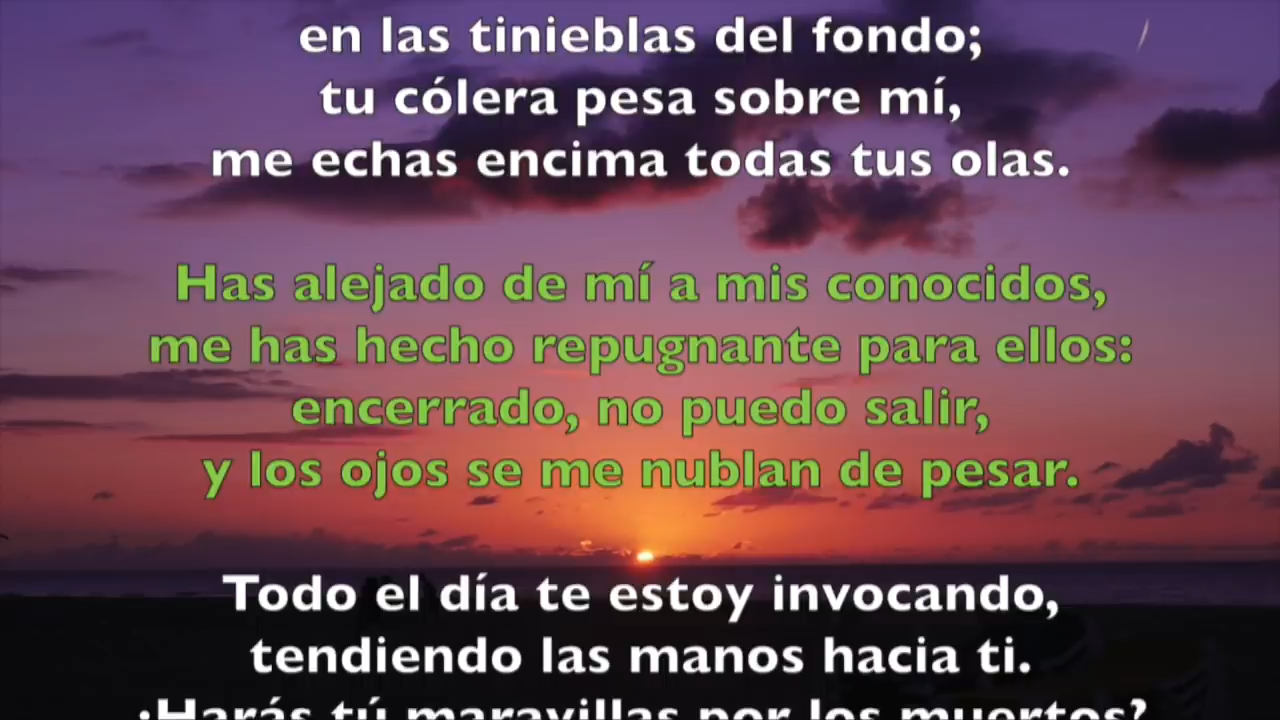 en las tinieblas del fondo;
tu cólera pesa sobre mí,
me echas encima todas tus olas.
Has alejado de mí a mis conocidos,
me has hecho repugnante para ellos:
encerrado, no puedo salir,
y los ojos se me nublan de pesar.
Todo el día te estoy invocando,
tendiendo las manos hacia ti.
¿Harás tú maravillas por los muertos?